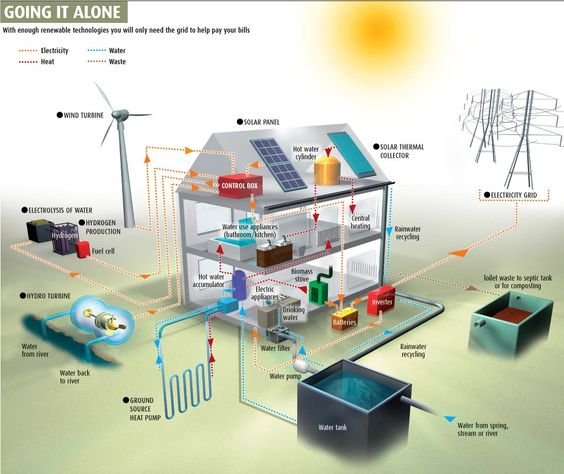 GOING IT ALONE
With enough renewable technologies you will only need the grid to help pay your bills
Electricity
Water
Heat
Waste
WIND TURBINE
SOLAR PANEL
Hot water
cylinder
SOLAR THERMAL
COLLECTOR
CONTROL BOX
ELECTRICITY GRID
ELECTROLYSIS OF WATER
HYDROGEN
PRODUCTION
Hydrogen
Fuel cell
Water use appliances
(bathroom / kitchen)
Central
heating
Rainwater
recycling
Hot water
accumulator
Biomass
stove
Electric
appliances
Toilet waste to septic tank
or for composting
HYDRO TURBINE
Drinking
water
Batteries
Inverter
Water
from river
Water back
to river
Water filter
Rainwater
recycling
Water pump
GROUND
SOURCE
HEAT PUMP
Water tank
Water from spring,
stream or river